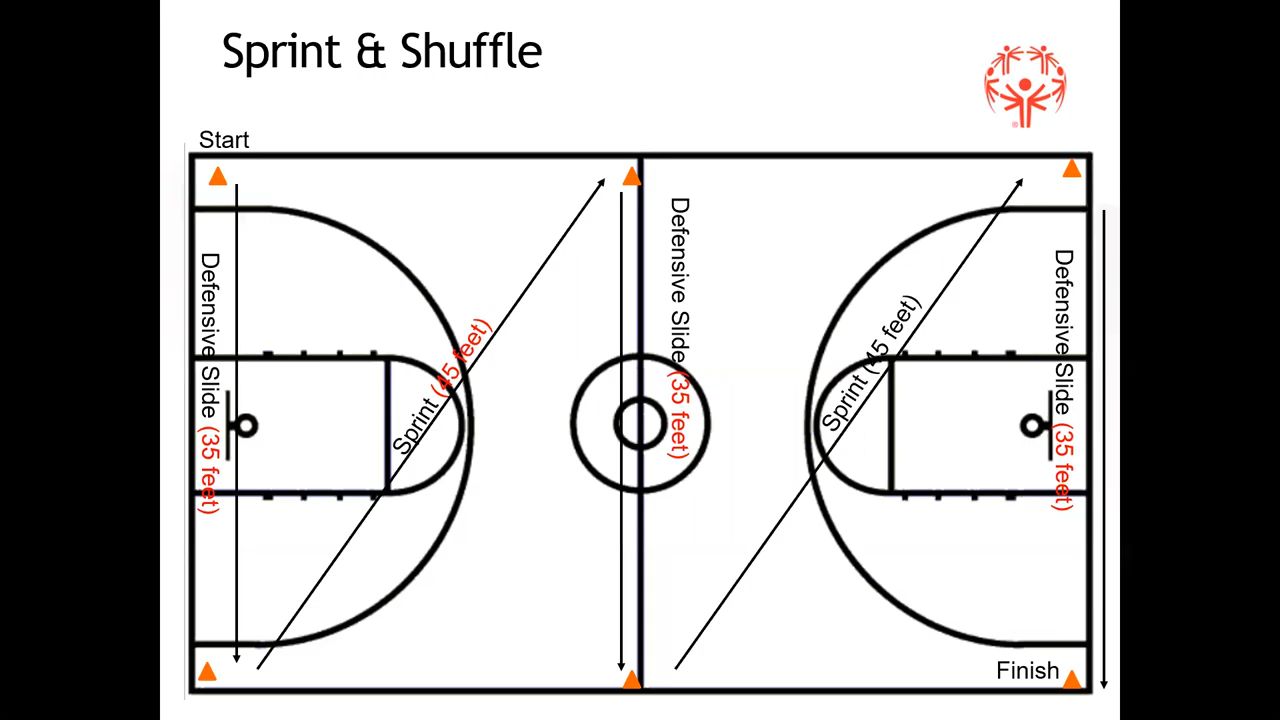 Sprint & Shuffle
Start
Defensive Slide (35 feet)
Sprint (45 feet)
Defensive Slide (35 feet)
Sprint (45 feet)
Defensive Slide (35 feet)
Finish
®